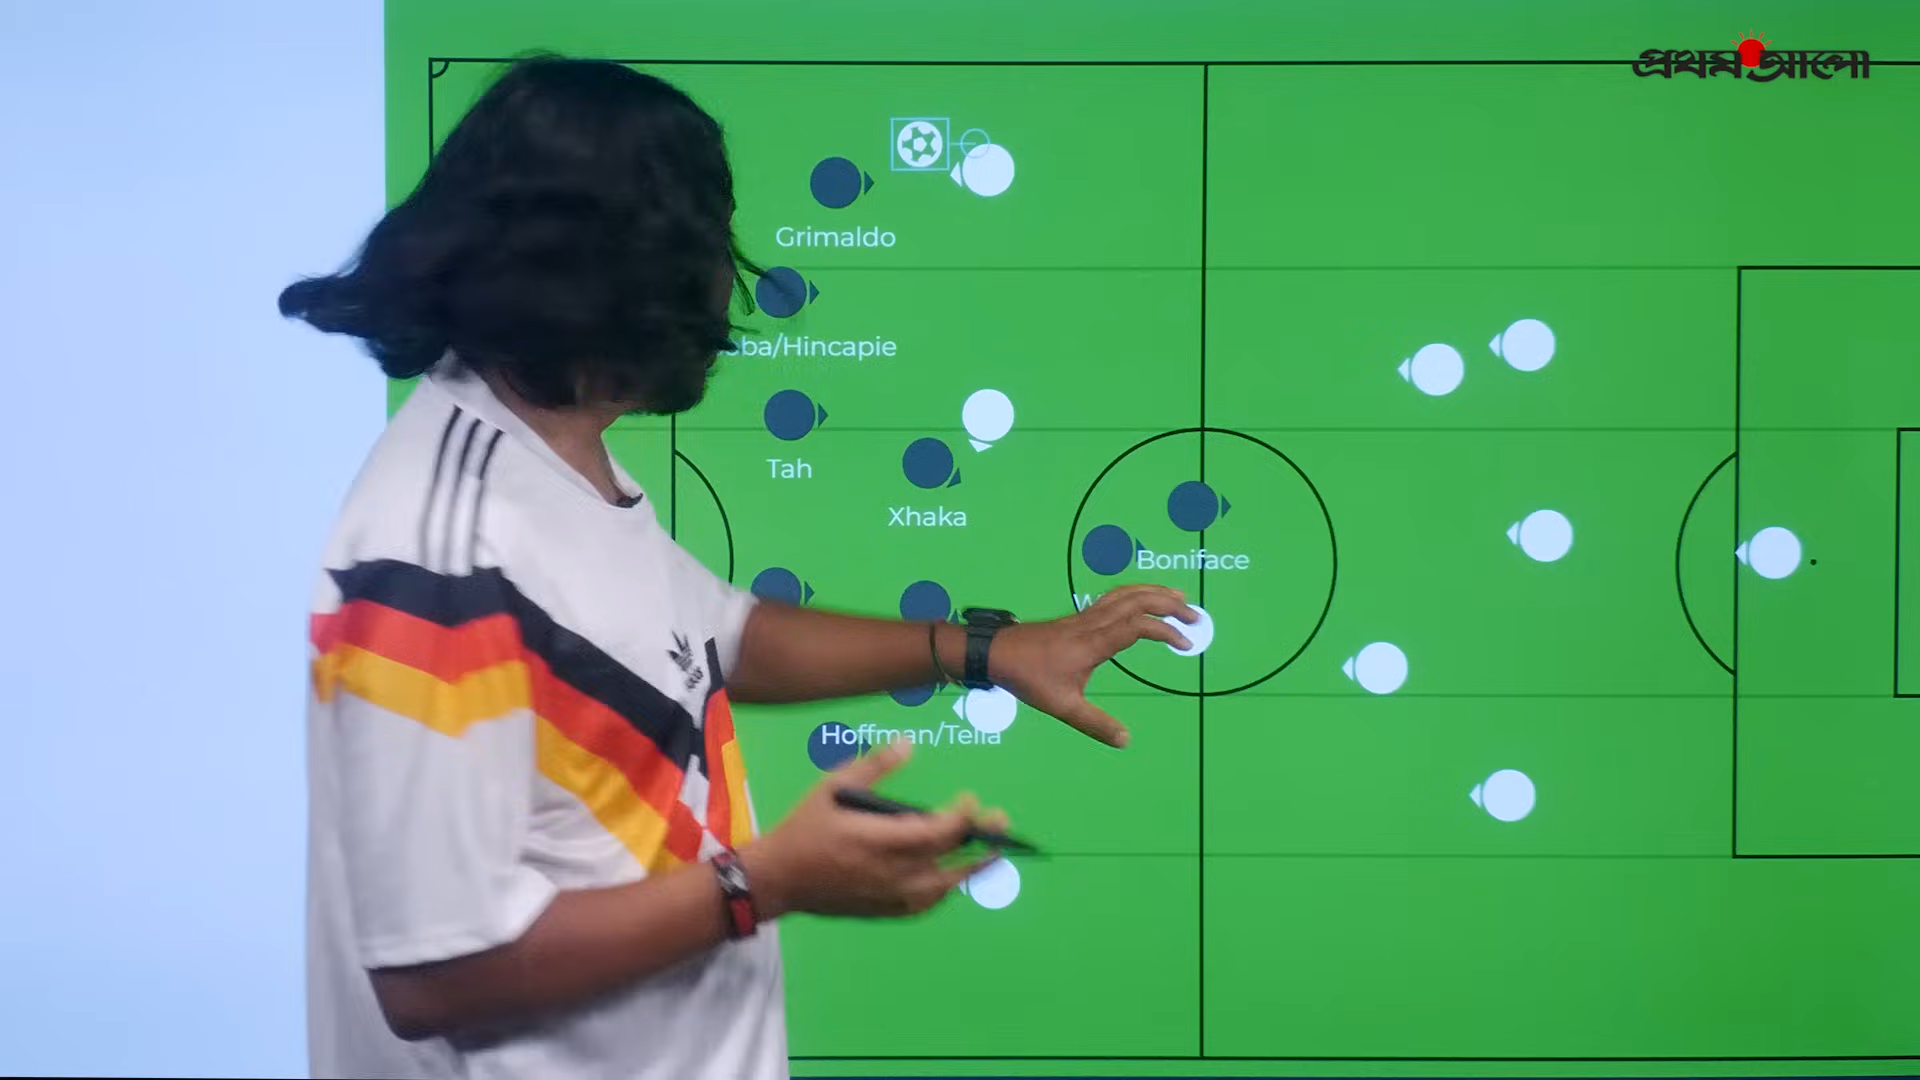 প্রথম আলো
Grimaldo
/Hincapie
Tah
Xhaka
Boniface
Hoffman/Tella